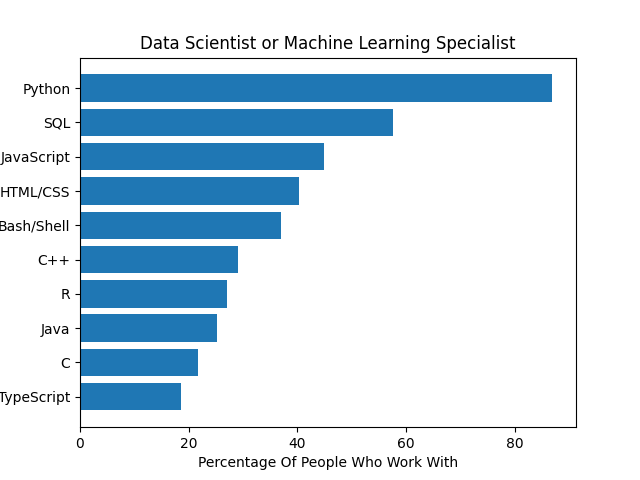 Data Scientist or Machine Learning Specialist
Python
SQL
JavaScript
HTML/CSS
Bash/Shell
C++
R
Java
C
TypeScript
0 20 40 60 80
Percentage Of People Who Work With